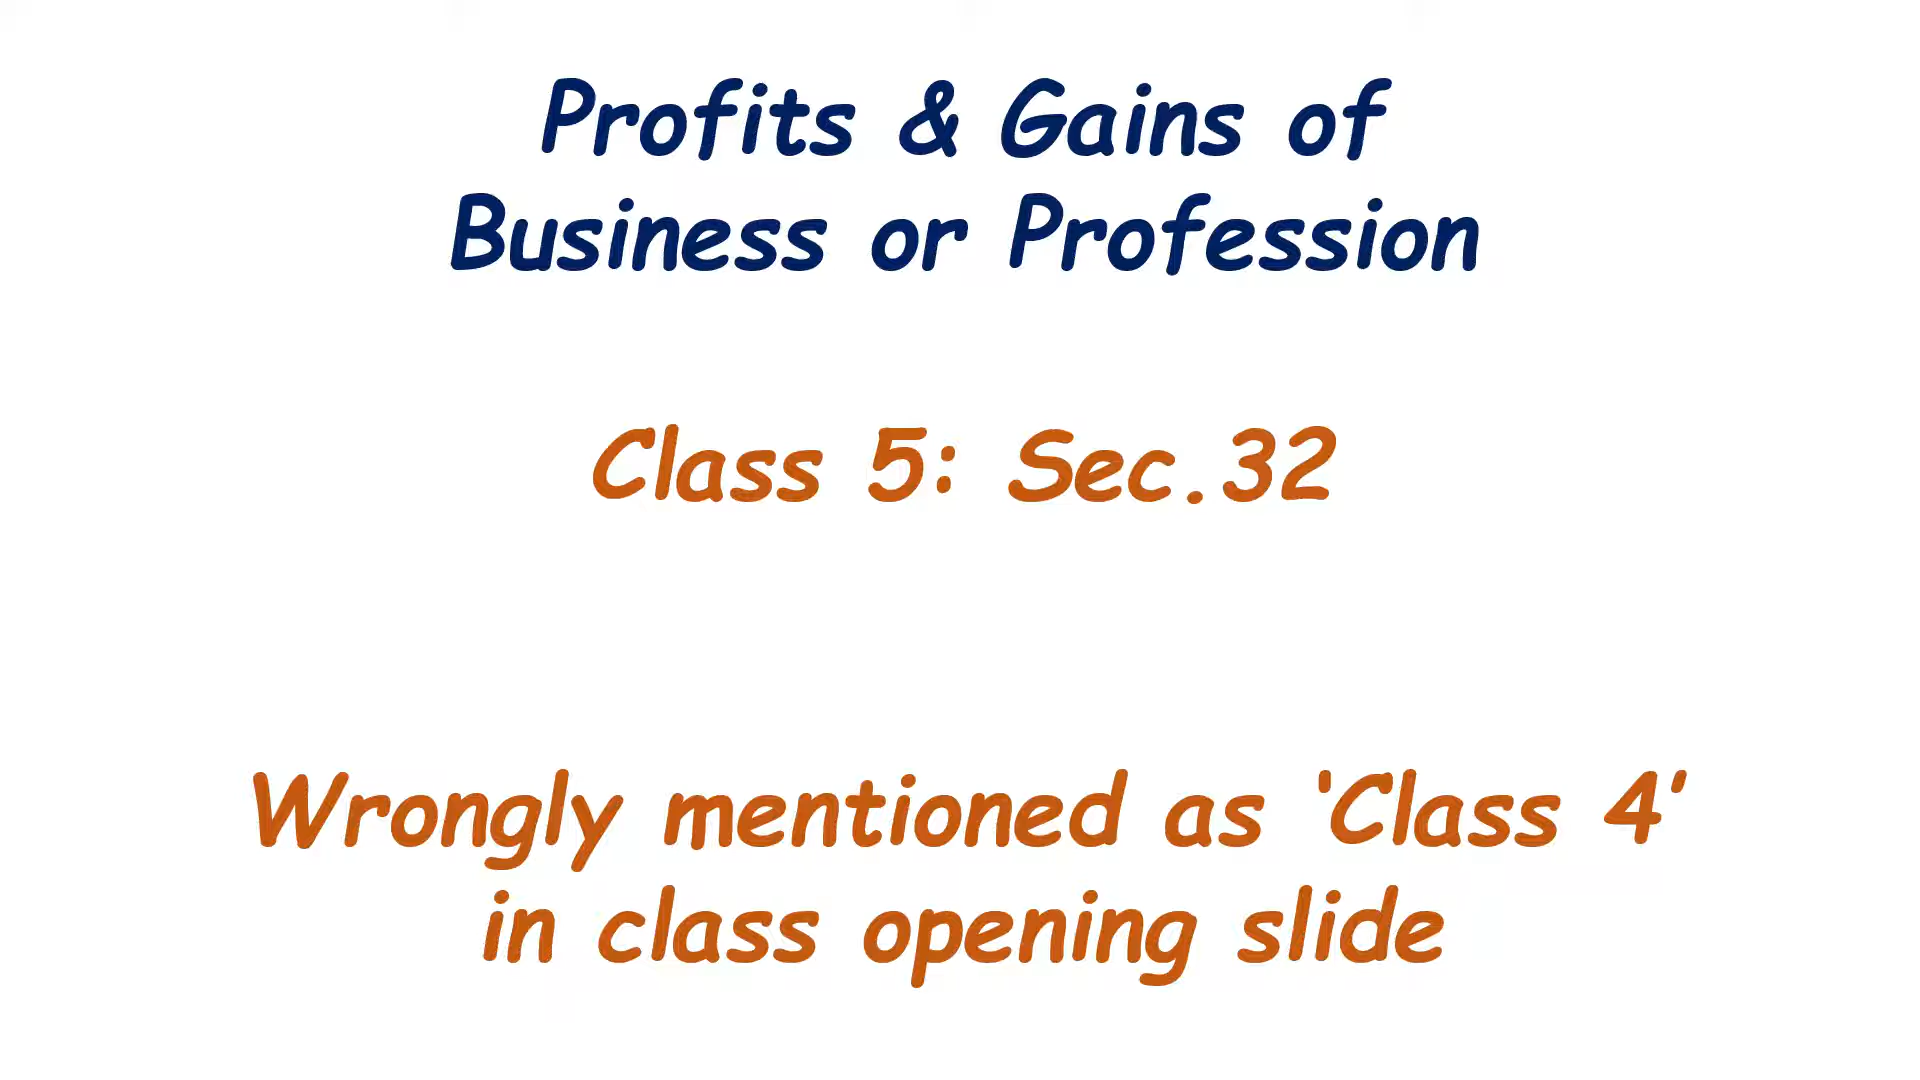 Profits & Gains of
Business or Profession
Class 5: Sec.32
Wrongly mentioned as ‘Class 4’
in class opening slide